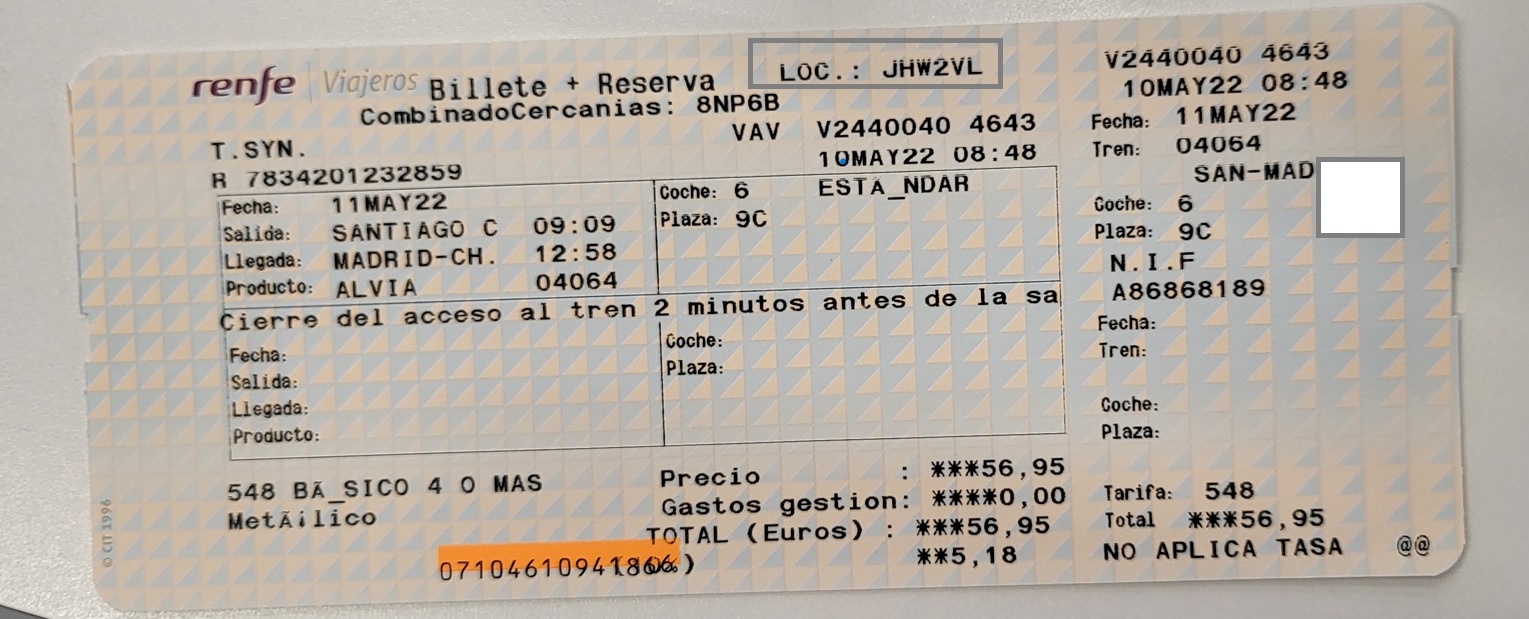 renfe Viajeros Billete + Reserva LOC.: JHW2VL
CombinadoCercanias: 8NP6B
T.SYN. VAV V2440040 4643
R 7834201232859 10MAY22 08:48
Fecha: 11MAY22 Coche: 6 ESTÃ_NDAR
Salida: SANTIAGO C 09:09 Plaza: 9C
Llegada: MADRID-CH. 12:58
Producto: ALVIA 04064
Cierre del acceso al tren 2 minutos antes de la sa
Fecha: Coche:
Salida: Plaza:
Llegada:
Producto:
548 BÃ_SICO 4 O MAS Precio : ***56,95
MetÃilico Gastos gestion: ****0,00
TOTAL (Euros) : ***56,95
**5,18
© CIT 1996
V2440040 4643
10MAY22 08:48
Fecha: 11MAY22
Tren: 04064
SAN-MAD
Coche: 6
Plaza: 9C
N.I.F
A86868189
Fecha:
Tren:
Coche:
Plaza:
Tarifa: 548
Total ***56,95
NO APLICA TASA @@